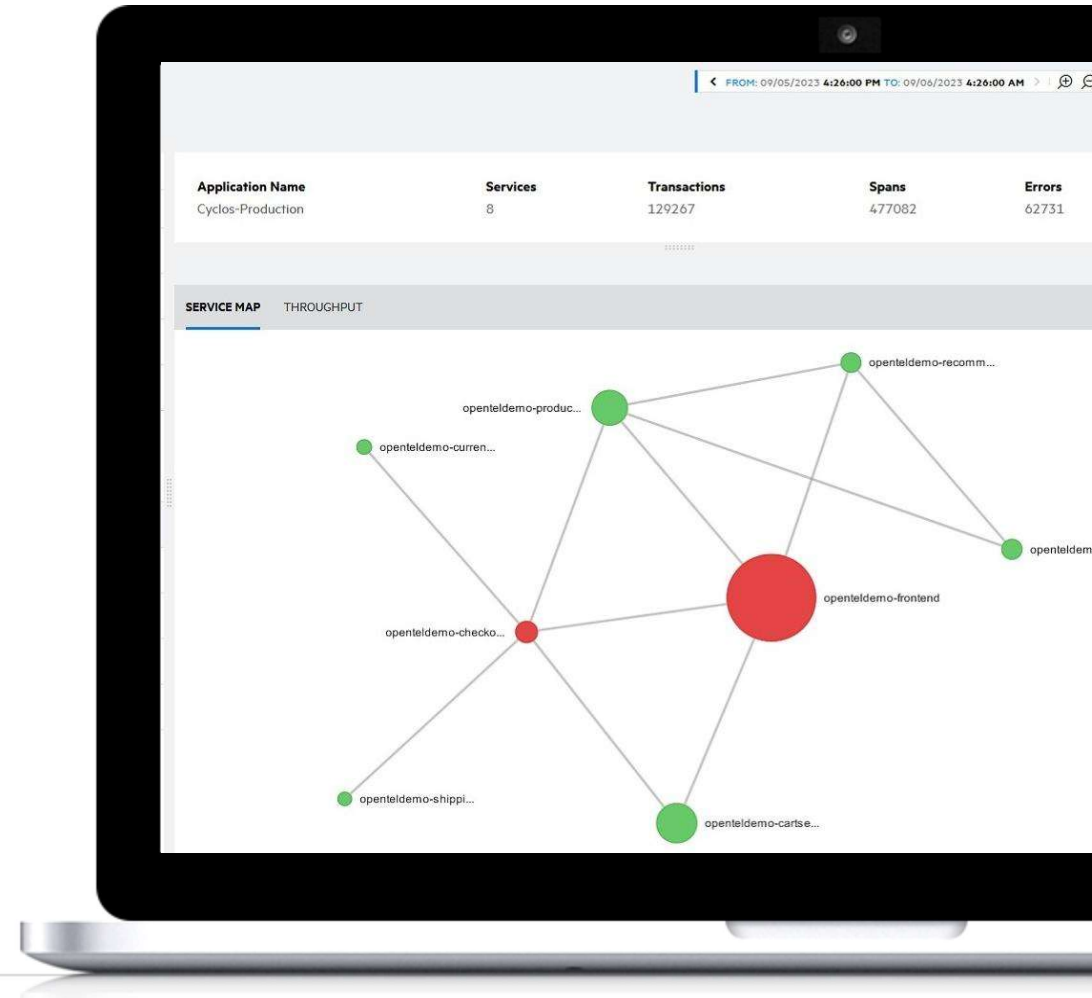 FROM: 09/05/2023 4:26:00 PM TO: 09/06/2023 4:26:00 AM
Application Name Services Transactions Spans Errors
Cyclos-Production 8 129267 477082 62731
SERVICE MAP THROUGHPUT
openteldemo-recomm...
openteldemo-produc...
openteldemo-curren...
openteldem
openteldemo-frontend
openteldemo-checko...
openteldemo-shippi...
openteldemo-cartse...